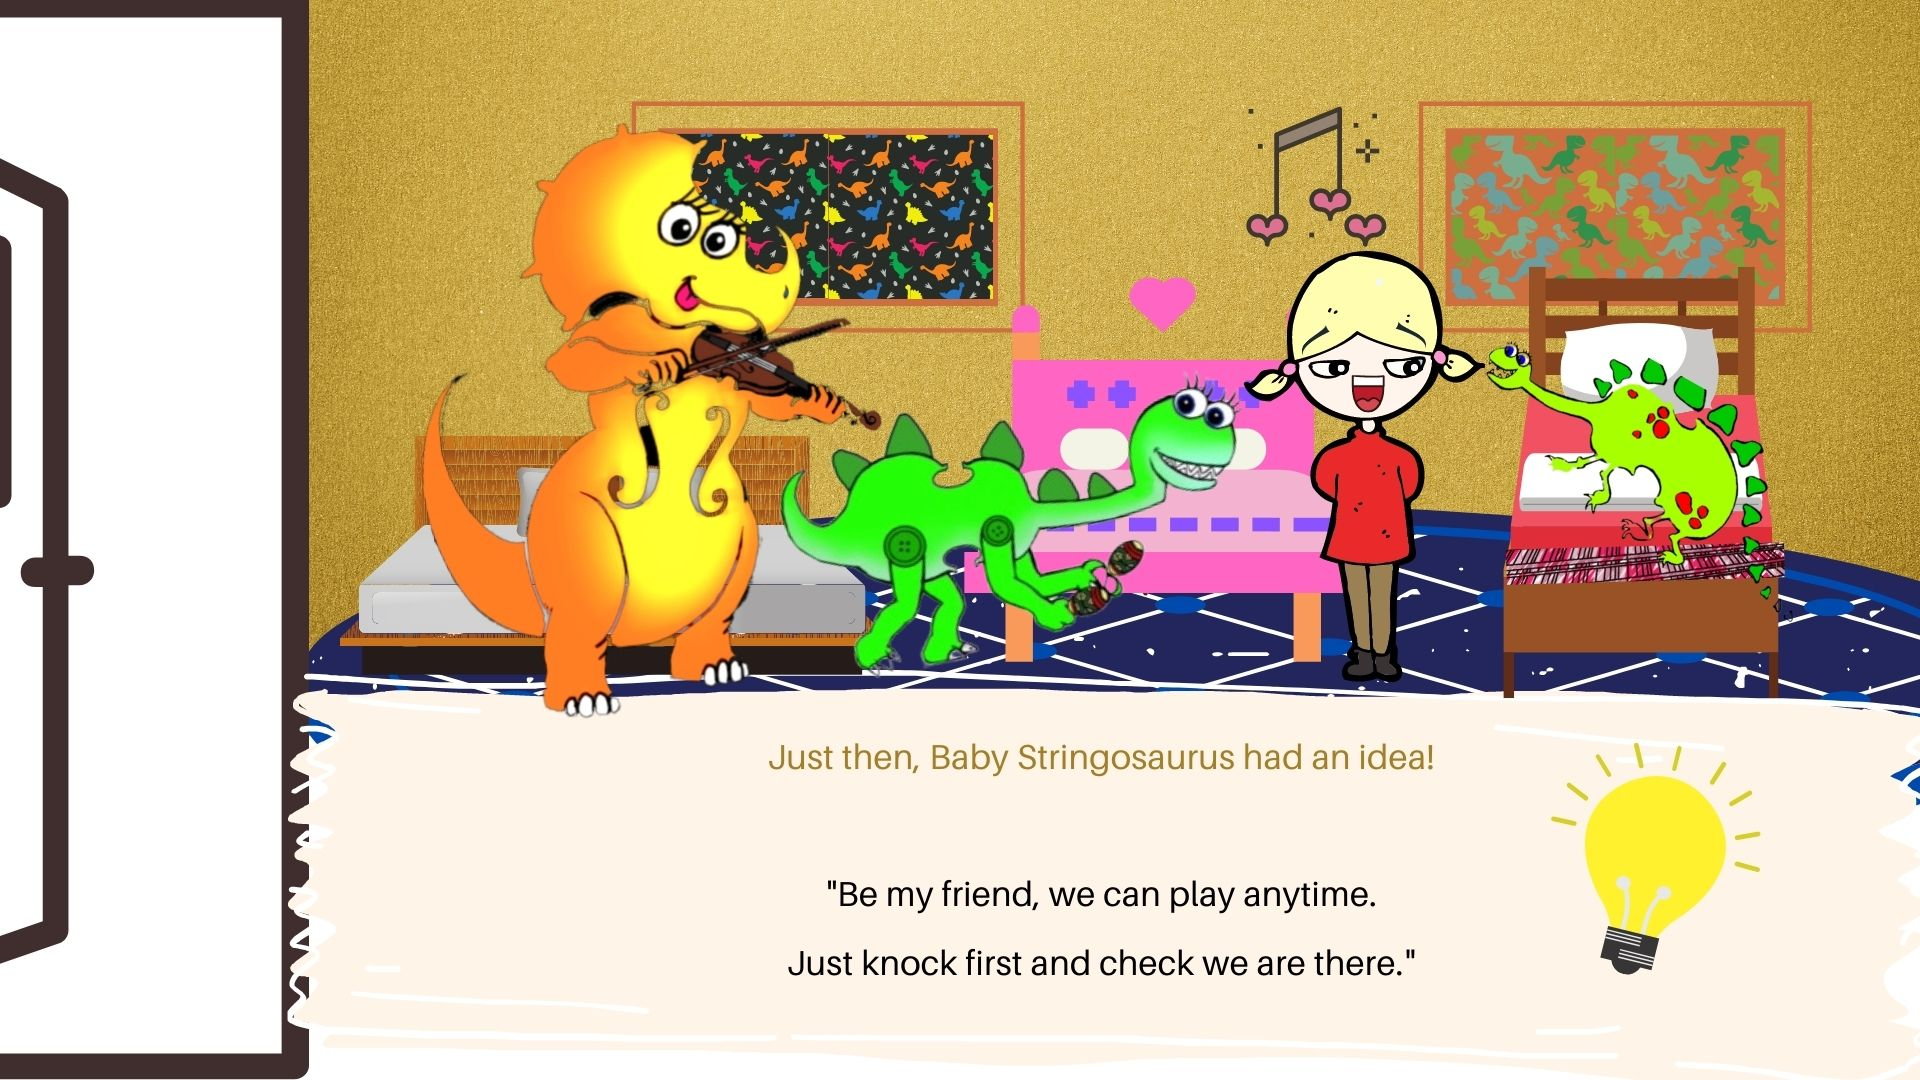 Just then, Baby Stringosaurus had an idea!
"Be my friend, we can play anytime.
Just knock first and check we are there."